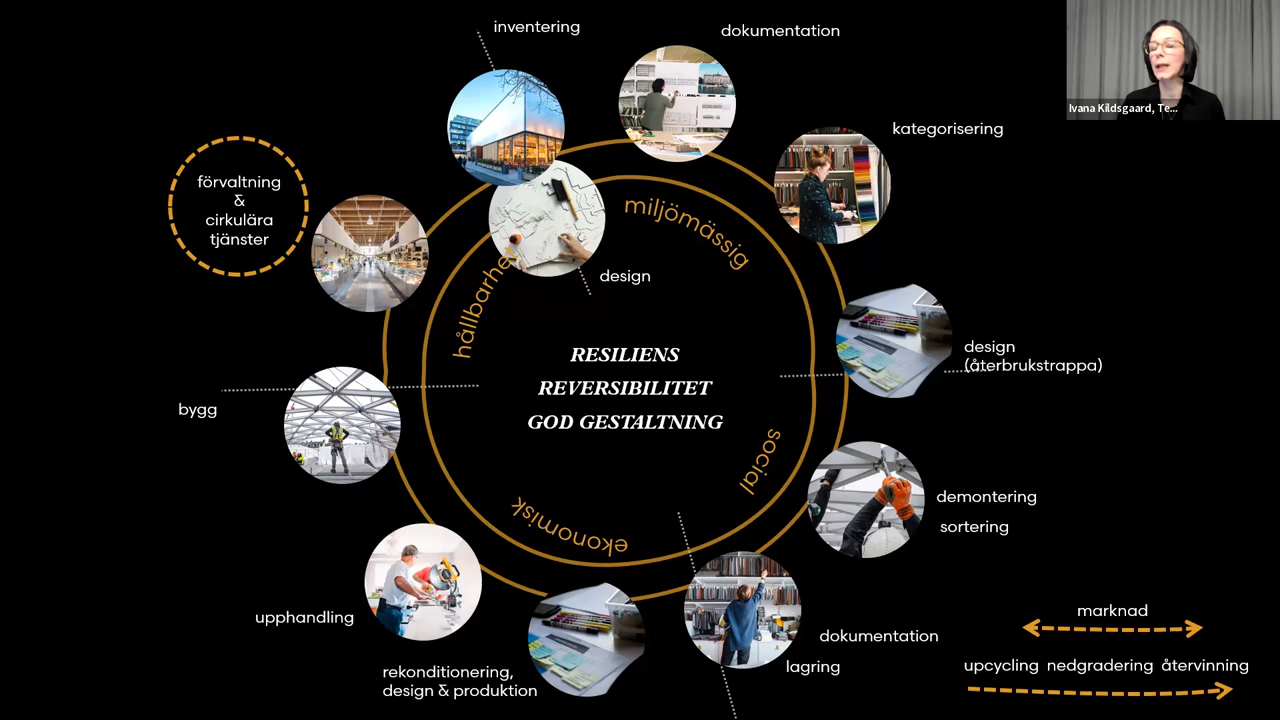 inventering
dokumentation
Ivana Kildsgaard, Te...
kategorisering
förvaltning
&
cirkulära
tjänster
miljömässig
design
RESILIENS
REVERSIBILITET
GOD GESTALTNING
design
(återbrukstrappa)
bygg
social
ekonomisk
demontering
sortering
upphandling
rekonditionering,
design & produktion
dokumentation
lagring
marknad
upcycling nedgradering återvinning